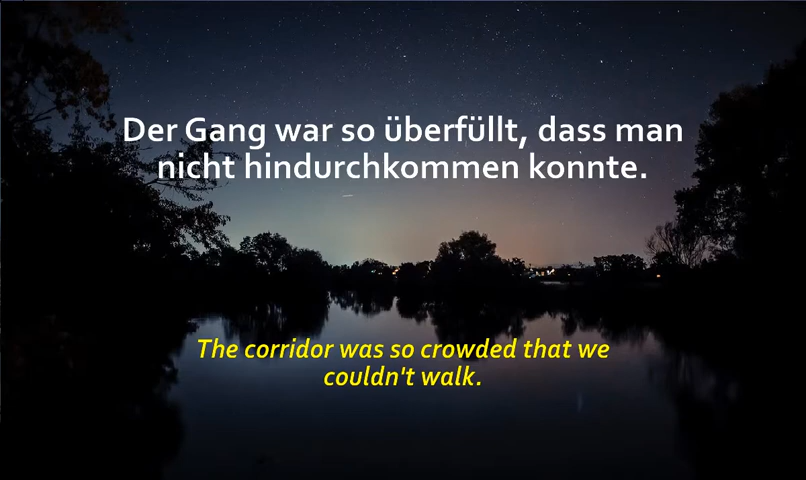 Der Gang war so überfüllt, dass man
nicht hindurchkommen konnte.
The corridor was so crowded that we
couldn't walk.